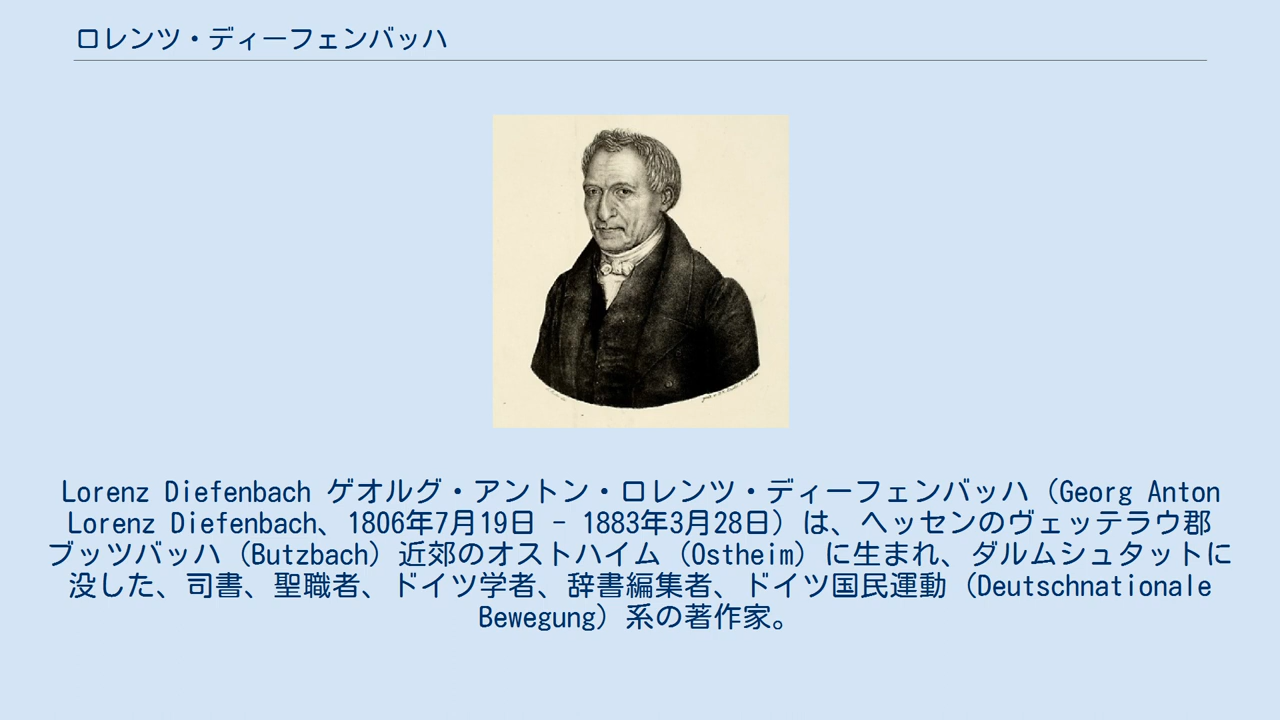 ロレンツ・ディーフェンバッハ
Lorenz Diefenbach ゲオルグ・アントン・ロレンツ・ディーフェンバッハ（Georg Anton
Lorenz Diefenbach、1806年7月19日 - 1883年3月28日）は、ヘッセンのヴェッテラウ郡
ブッツバッハ（Butzbach）近郊のオストハイム（Ostheim）に生まれ、ダルムシュタットに
没した、司書、聖職者、ドイツ学者、辞書編集者、ドイツ国民運動（Deutschnationale
Bewegung）系の著作家。